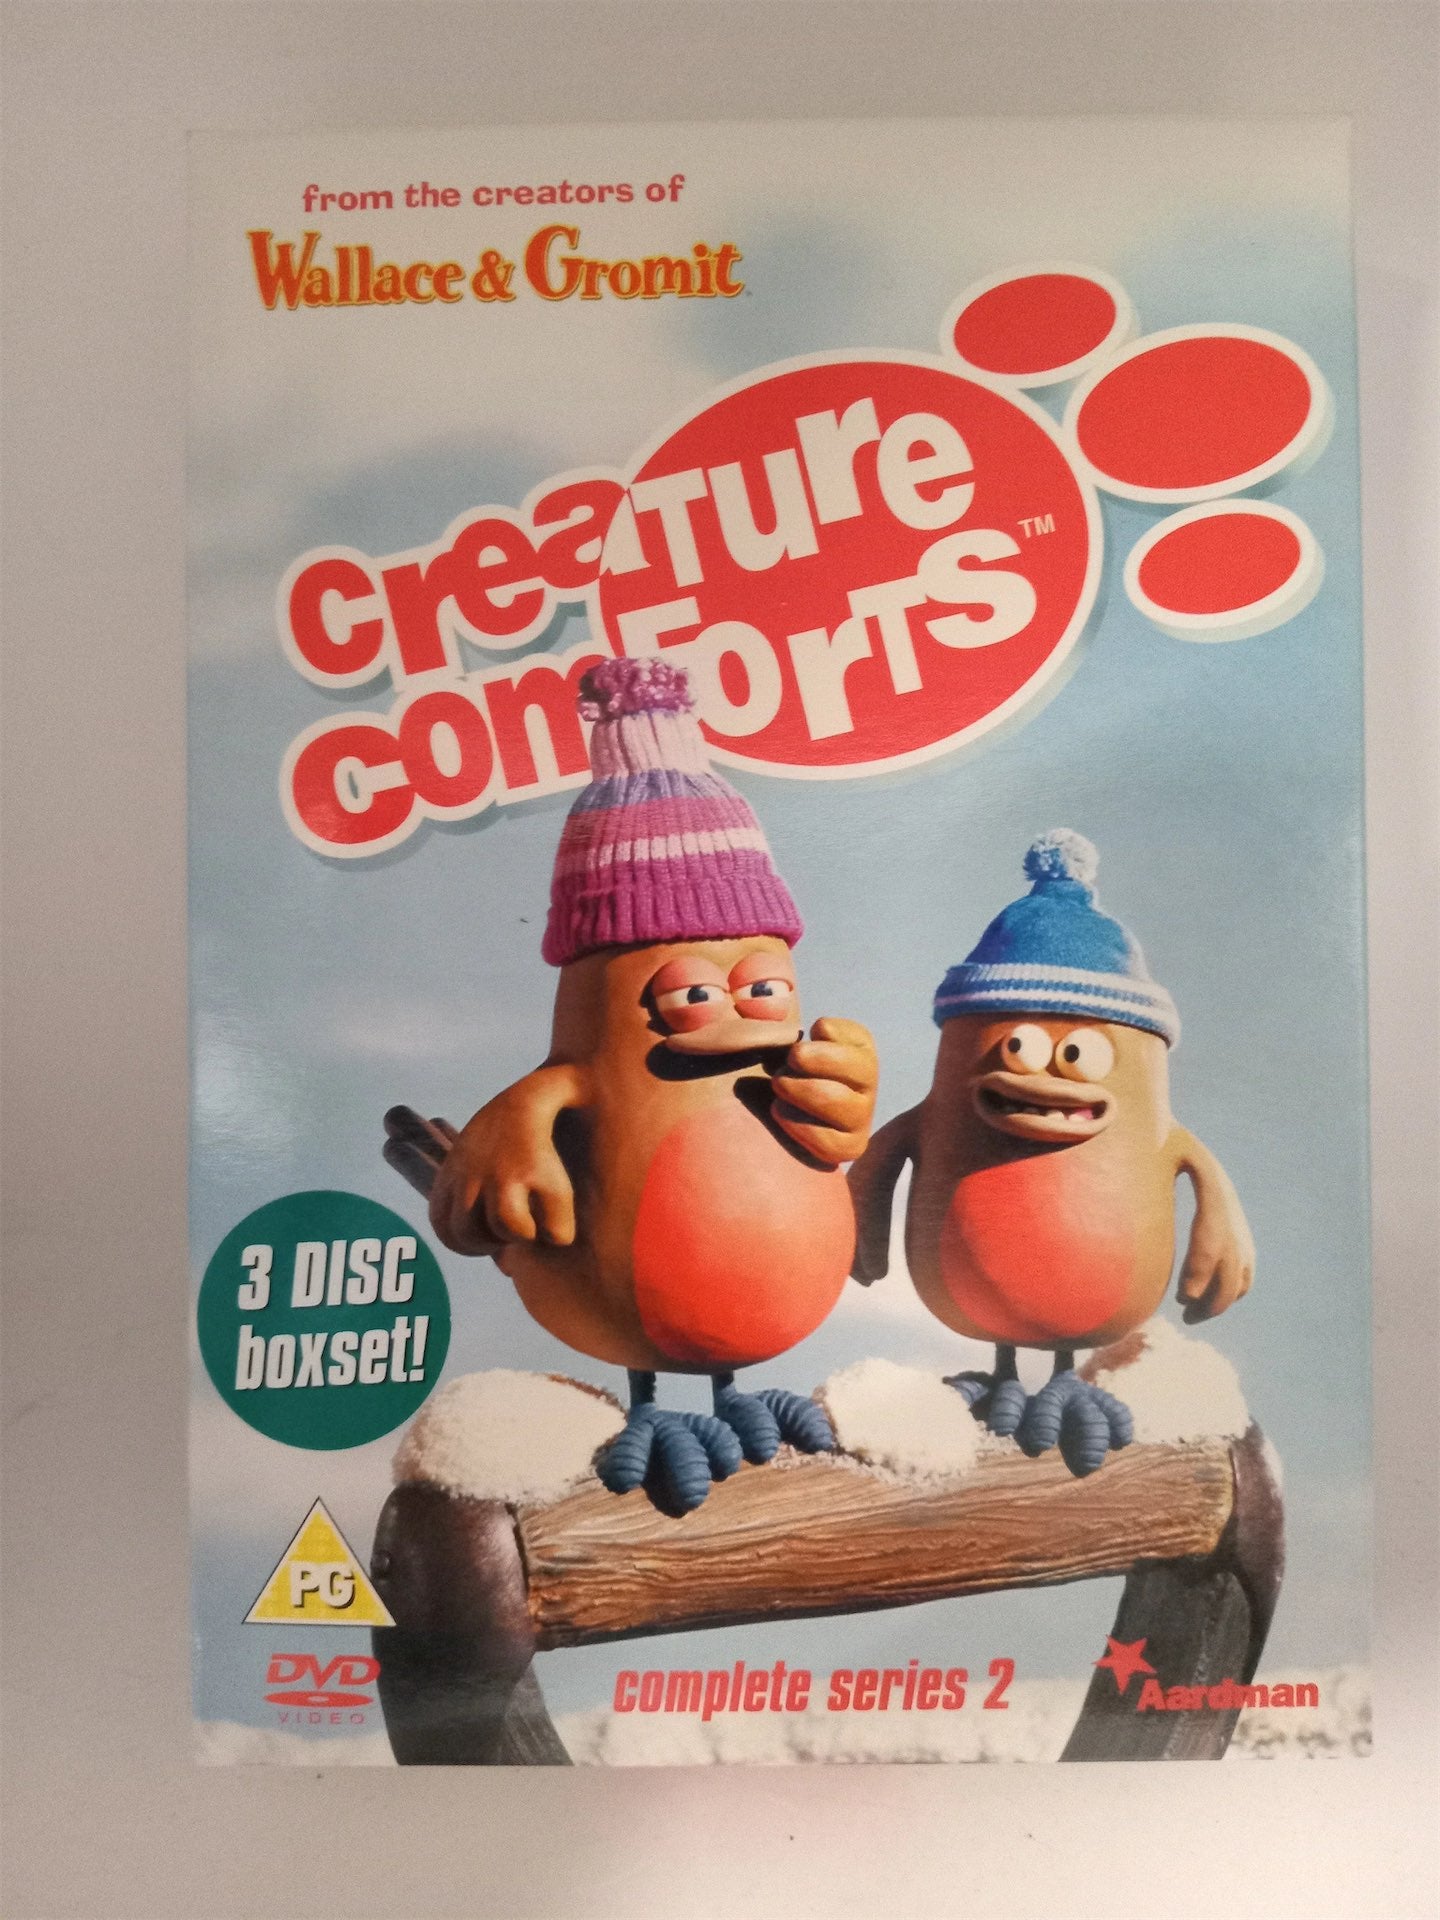 from the creators of
Wallace & Gromit
creature
comforts™
3 DISC
boxset!
PG
DVD
VIDEO
complete series 2
Aardman